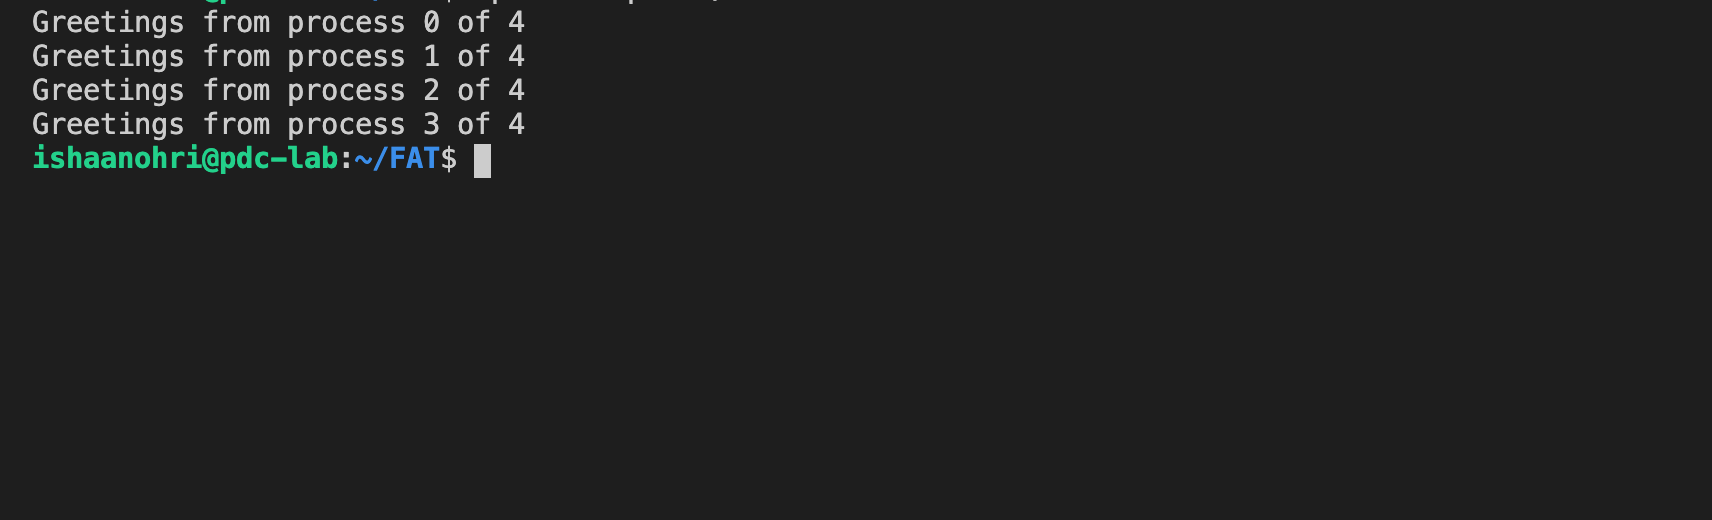 Greetings from process 0 of 4
Greetings from process 1 of 4
Greetings from process 2 of 4
Greetings from process 3 of 4
ishaanohri@pdc-lab:~/FAT$